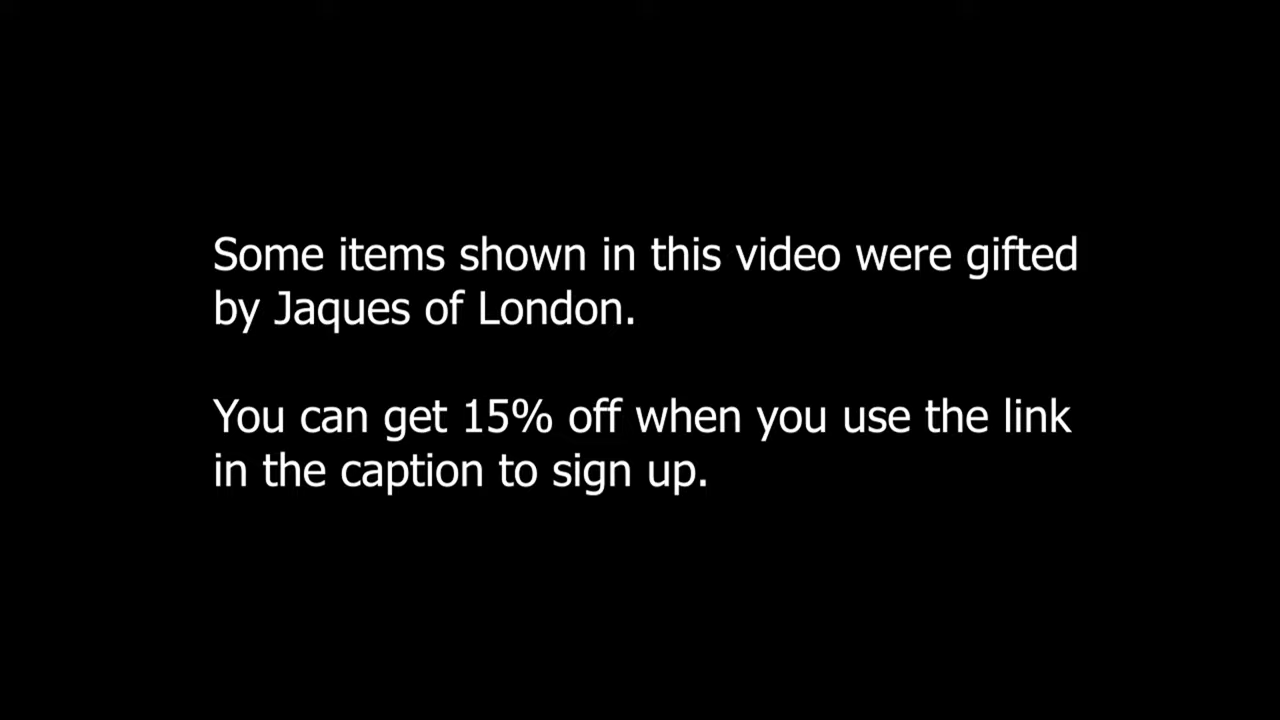 Some items shown in this video were gifted
by Jaques of London.
You can get 15% off when you use the link
in the caption to sign up.